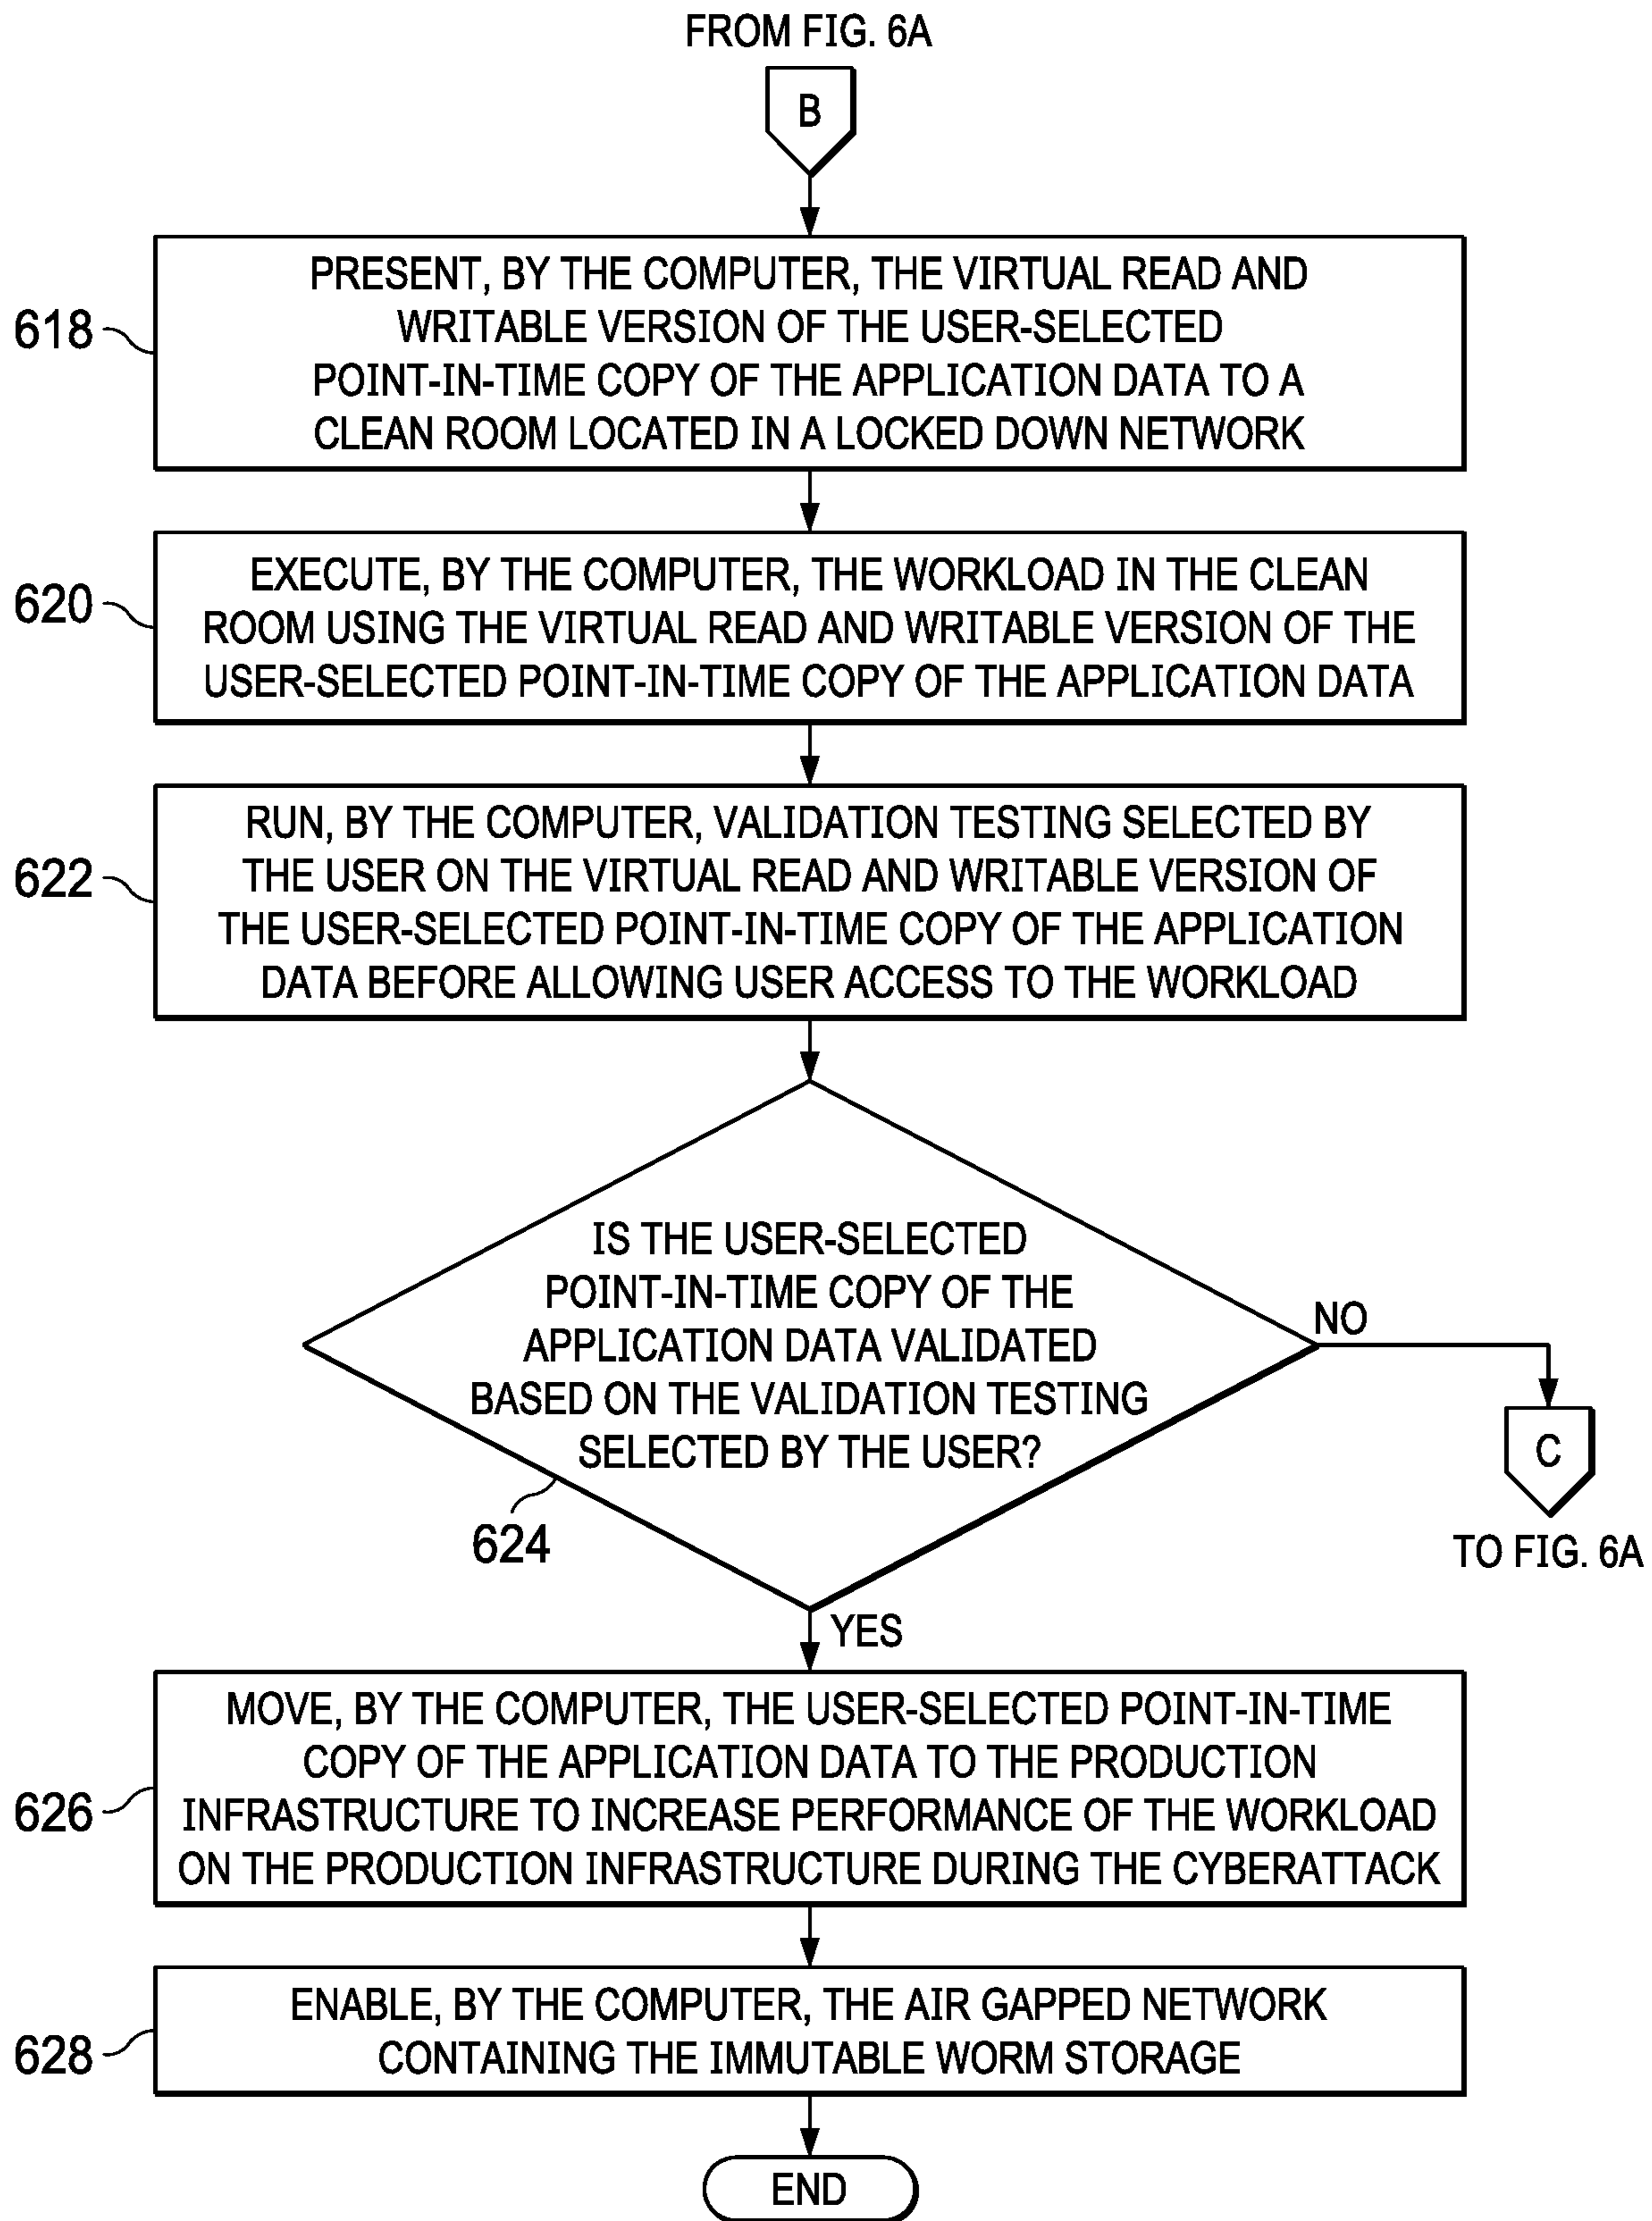 FROM FIG. 6A
B
618
PRESENT, BY THE COMPUTER, THE VIRTUAL READ AND
WRITABLE VERSION OF THE USER-SELECTED
POINT-IN-TIME COPY OF THE APPLICATION DATA TO A
CLEAN ROOM LOCATED IN A LOCKED DOWN NETWORK
620
EXECUTE, BY THE COMPUTER, THE WORKLOAD IN THE CLEAN
ROOM USING THE VIRTUAL READ AND WRITABLE VERSION OF THE
USER-SELECTED POINT-IN-TIME COPY OF THE APPLICATION DATA
622
RUN, BY THE COMPUTER, VALIDATION TESTING SELECTED BY
THE USER ON THE VIRTUAL READ AND WRITABLE VERSION OF
THE USER-SELECTED POINT-IN-TIME COPY OF THE APPLICATION
DATA BEFORE ALLOWING USER ACCESS TO THE WORKLOAD
IS THE USER-SELECTED
POINT-IN-TIME COPY OF THE
APPLICATION DATA VALIDATED
BASED ON THE VALIDATION TESTING
SELECTED BY THE USER?
624
NO
C
TO FIG. 6A
YES
626
MOVE, BY THE COMPUTER, THE USER-SELECTED POINT-IN-TIME
COPY OF THE APPLICATION DATA TO THE PRODUCTION
INFRASTRUCTURE TO INCREASE PERFORMANCE OF THE WORKLOAD
ON THE PRODUCTION INFRASTRUCTURE DURING THE CYBERATTACK
628
ENABLE, BY THE COMPUTER, THE AIR GAPPED NETWORK
CONTAINING THE IMMUTABLE WORM STORAGE
END